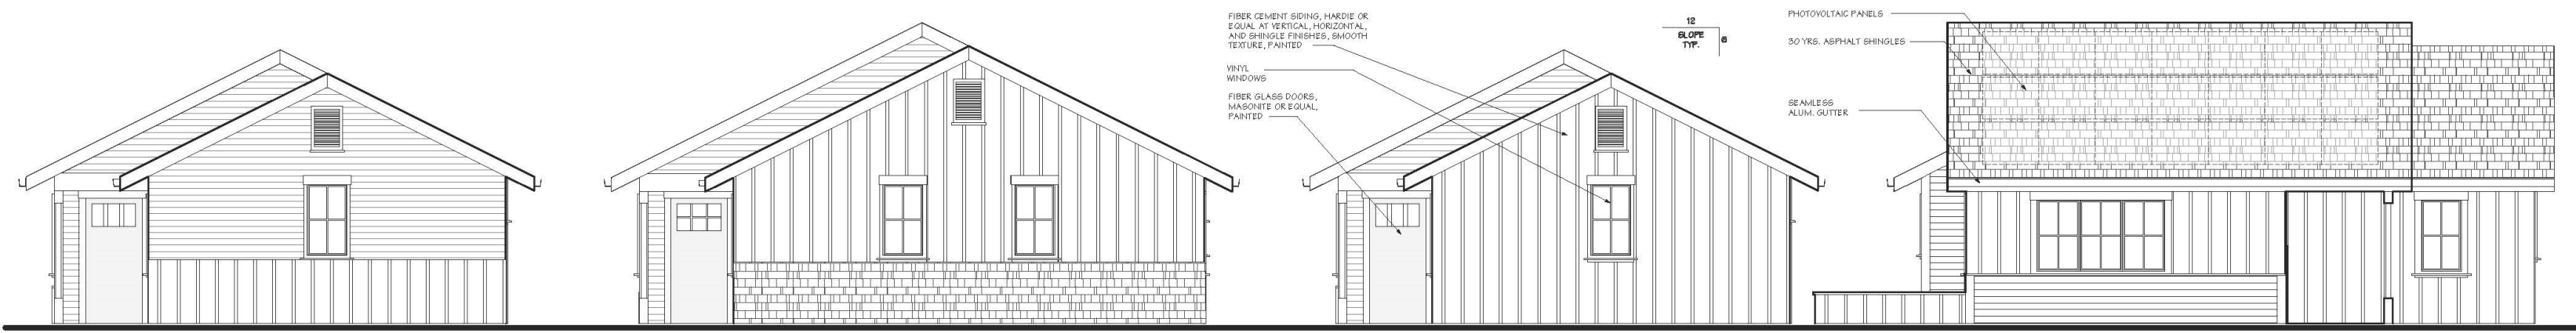 FIBER CEMENT SIDING, HARDIE OR
EQUAL AT VERTICAL, HORIZONTAL,
AND SHINGLE FINISHES, SMOOTH
TEXTURE, PAINTED
VINYL
WINDOWS
FIBER GLASS DOORS,
MASONITE OR EQUAL,
PAINTED
12
SLOPE
TYP.
6
PHOTOVOLTAIC PANELS
30 YRS. ASPHALT SHINGLES
SEAMLESS
ALUM. GUTTER